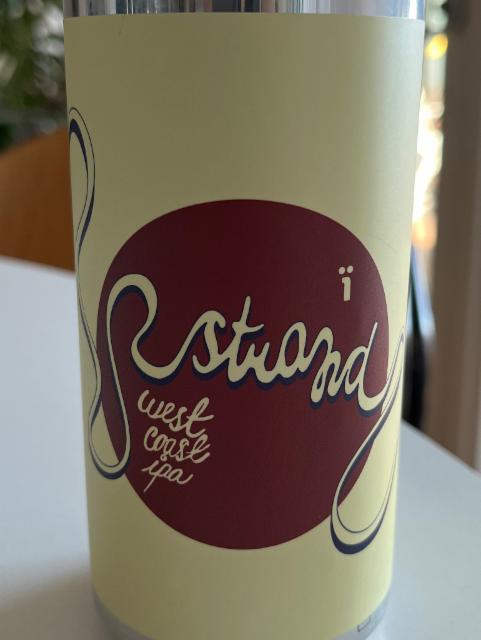 ï
strand
west
coast
ipa